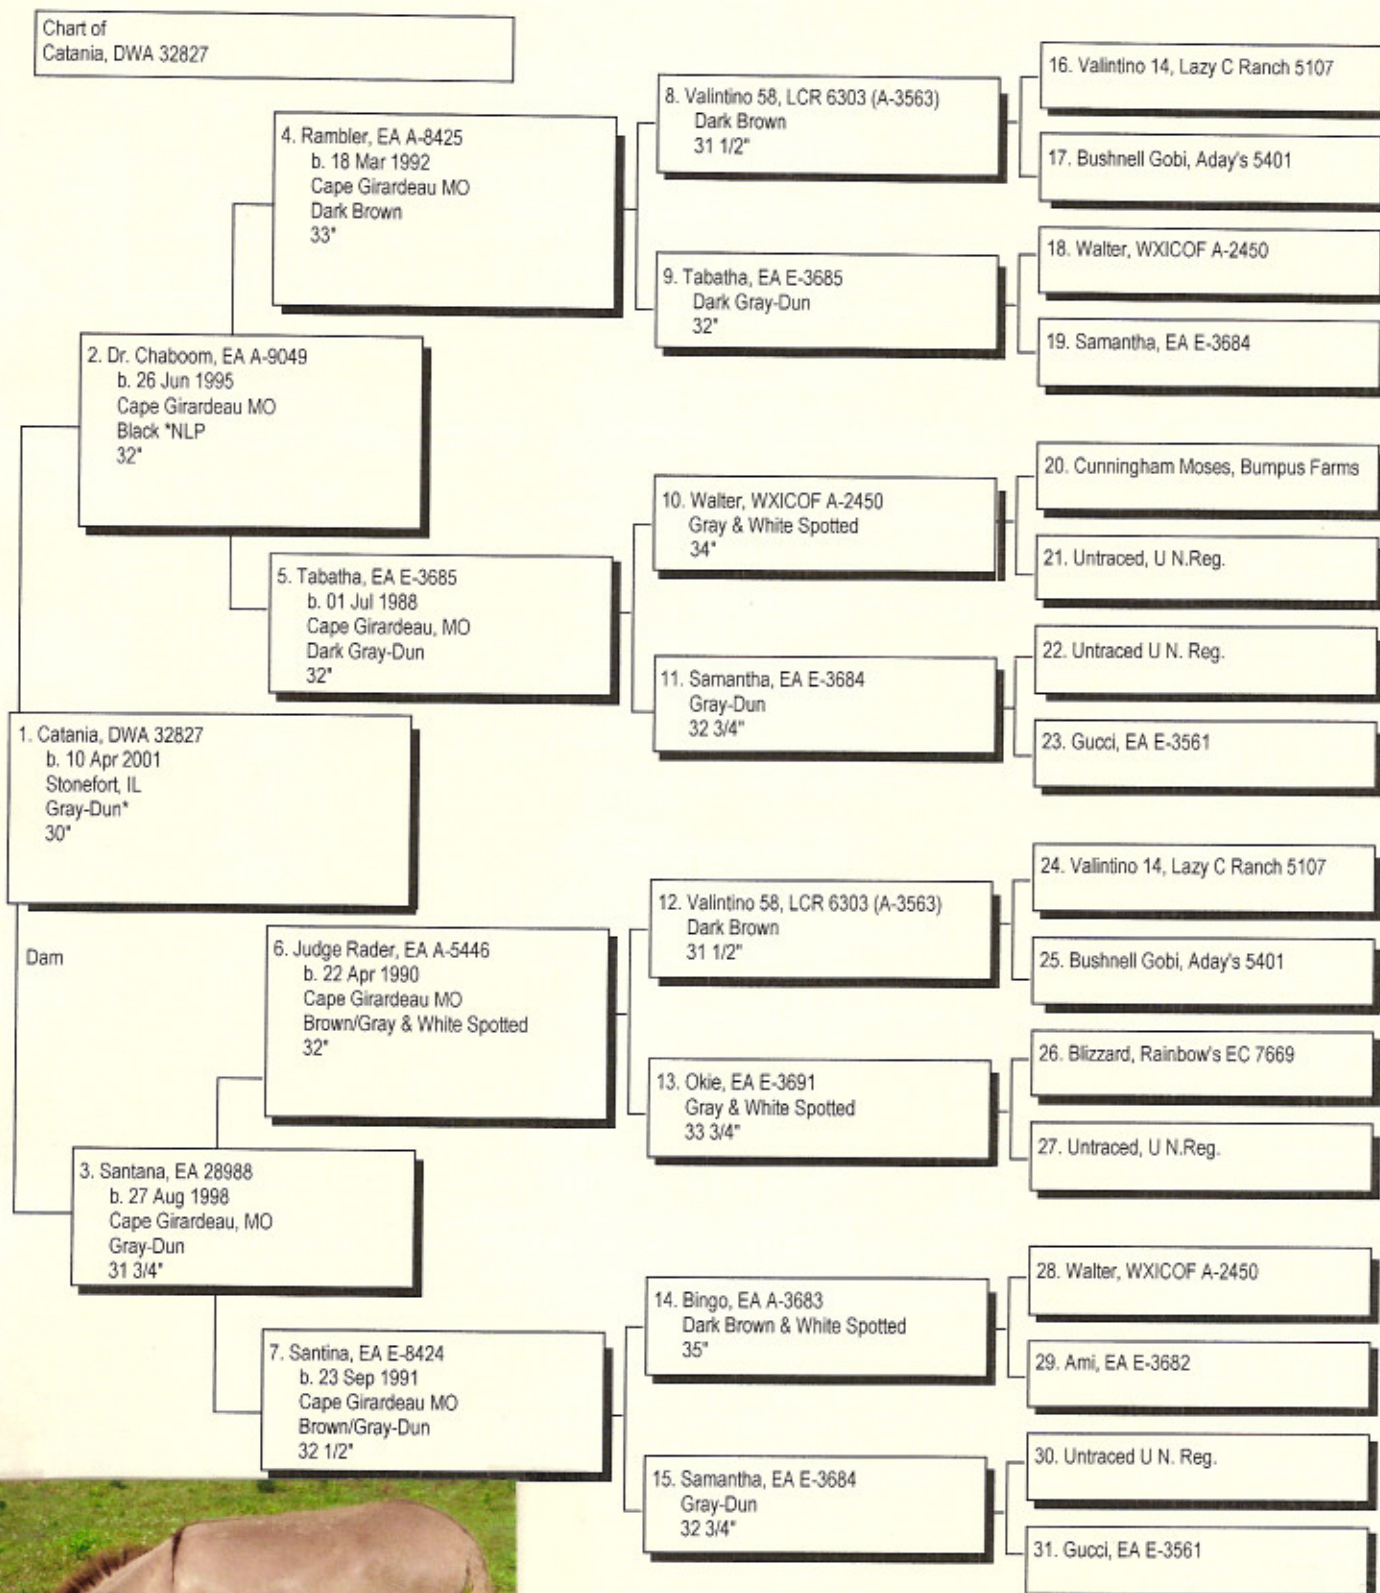 Chart of
Catania, DWA 32827
1. Catania, DWA 32827
b. 10 Apr 2001
Stonefort, IL
Gray-Dun*
30"
Dam
2. Dr. Chaboom, EA A-9049
b. 26 Jun 1995
Cape Girardeau MO
Black *NLP
32"
3. Santana, EA 28988
b. 27 Aug 1998
Cape Girardeau, MO
Gray-Dun
31 3/4"
4. Rambler, EA A-8425
b. 18 Mar 1992
Cape Girardeau MO
Dark Brown
33"
5. Tabatha, EA E-3685
b. 01 Jul 1988
Cape Girardeau, MO
Dark Gray-Dun
32"
6. Judge Rader, EA A-5446
b. 22 Apr 1990
Cape Girardeau MO
Brown/Gray & White Spotted
32"
7. Santina, EA E-8424
b. 23 Sep 1991
Cape Girardeau MO
Brown/Gray-Dun
32 1/2"
8. Valintino 58, LCR 6303 (A-3563)
Dark Brown
31 1/2"
9. Tabatha, EA E-3685
Dark Gray-Dun
32"
10. Walter, WXICOF A-2450
Gray & White Spotted
34"
11. Samantha, EA E-3684
Gray-Dun
32 3/4"
12. Valintino 58, LCR 6303 (A-3563)
Dark Brown
31 1/2"
13. Okie, EA E-3691
Gray & White Spotted
33 3/4"
14. Bingo, EA A-3683
Dark Brown & White Spotted
35"
15. Samantha, EA E-3684
Gray-Dun
32 3/4"
16. Valintino 14, Lazy C Ranch 5107
17. Bushnell Gobi, Aday's 5401
18. Walter, WXICOF A-2450
19. Samantha, EA E-3684
20. Cunningham Moses, Bumpus Farms
21. Untraced, U N.Reg.
22. Untraced U N. Reg.
23. Gucci, EA E-3561
24. Valintino 14, Lazy C Ranch 5107
25. Bushnell Gobi, Aday's 5401
26. Blizzard, Rainbow's EC 7669
27. Untraced, U N.Reg.
28. Walter, WXICOF A-2450
29. Ami, EA E-3682
30. Untraced U N. Reg.
31. Gucci, EA E-3561